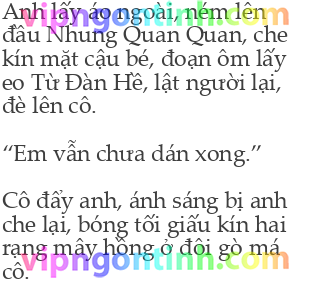 Anh lấy áo ngoài, ném lên
đầu Nhung Quan Quan, che
kín mặt cậu bé, đoạn ôm lấy
eo Từ Đàn Hề, lật người lại,
đè lên cô.
“Em vẫn chưa dán xong.”
Cô đẩy anh, ánh sáng bị anh
che lại, bóng tối giấu kín hai
rạng mây hồng ở đôi gò má
cô.
vipngontinh.com
vipngontinh.com